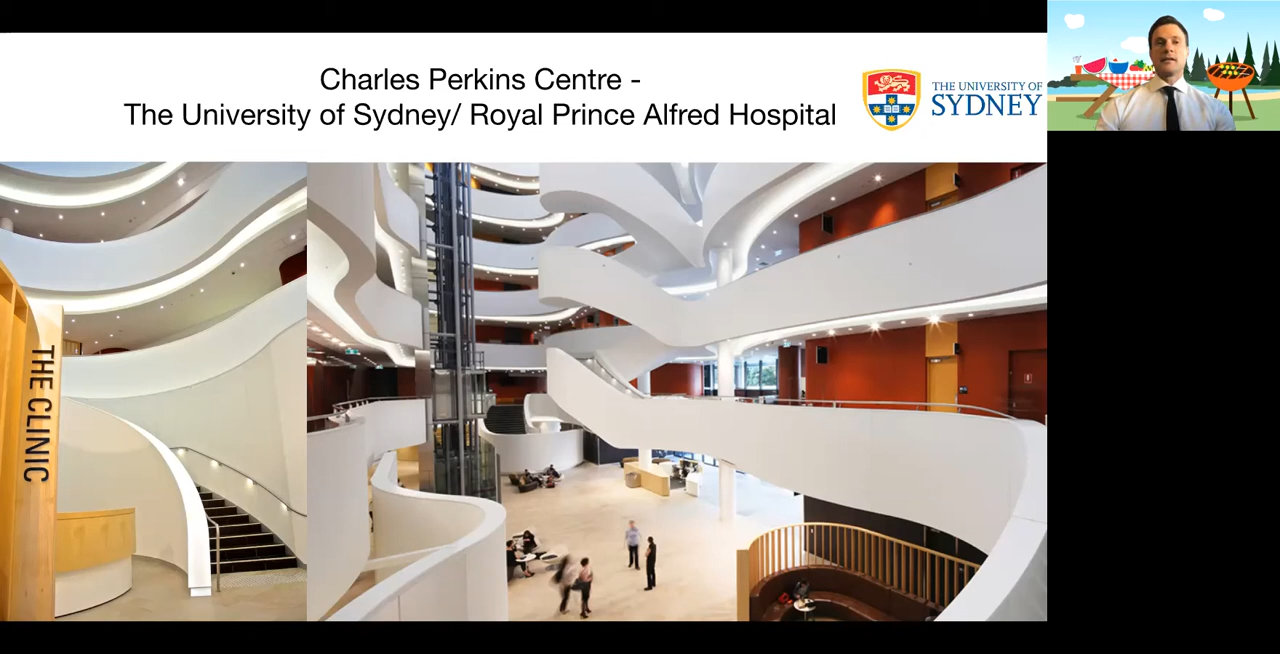 Charles Perkins Centre -
The University of Sydney/ Royal Prince Alfred Hospital
THE UNIVERSITY OF
SYDNEY
THE CLINIC